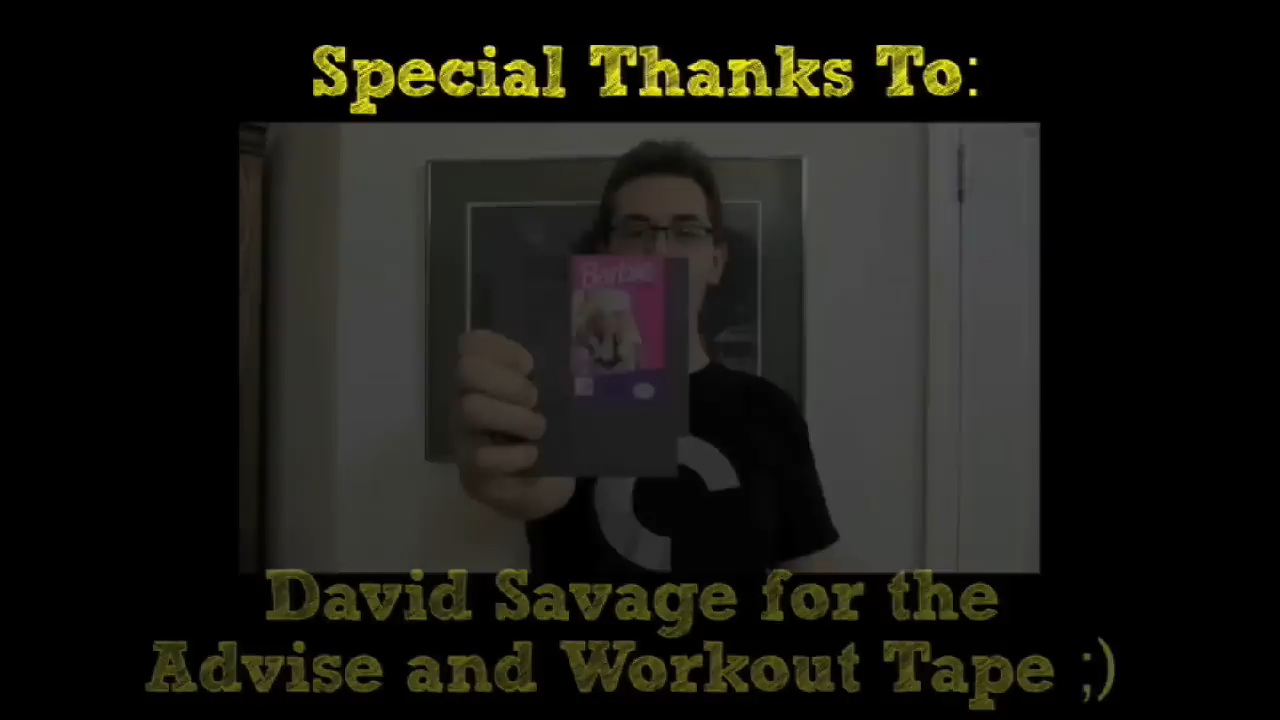 Special Thanks To:
Barbie
David Savage for the
Advise and Workout Tape ;)